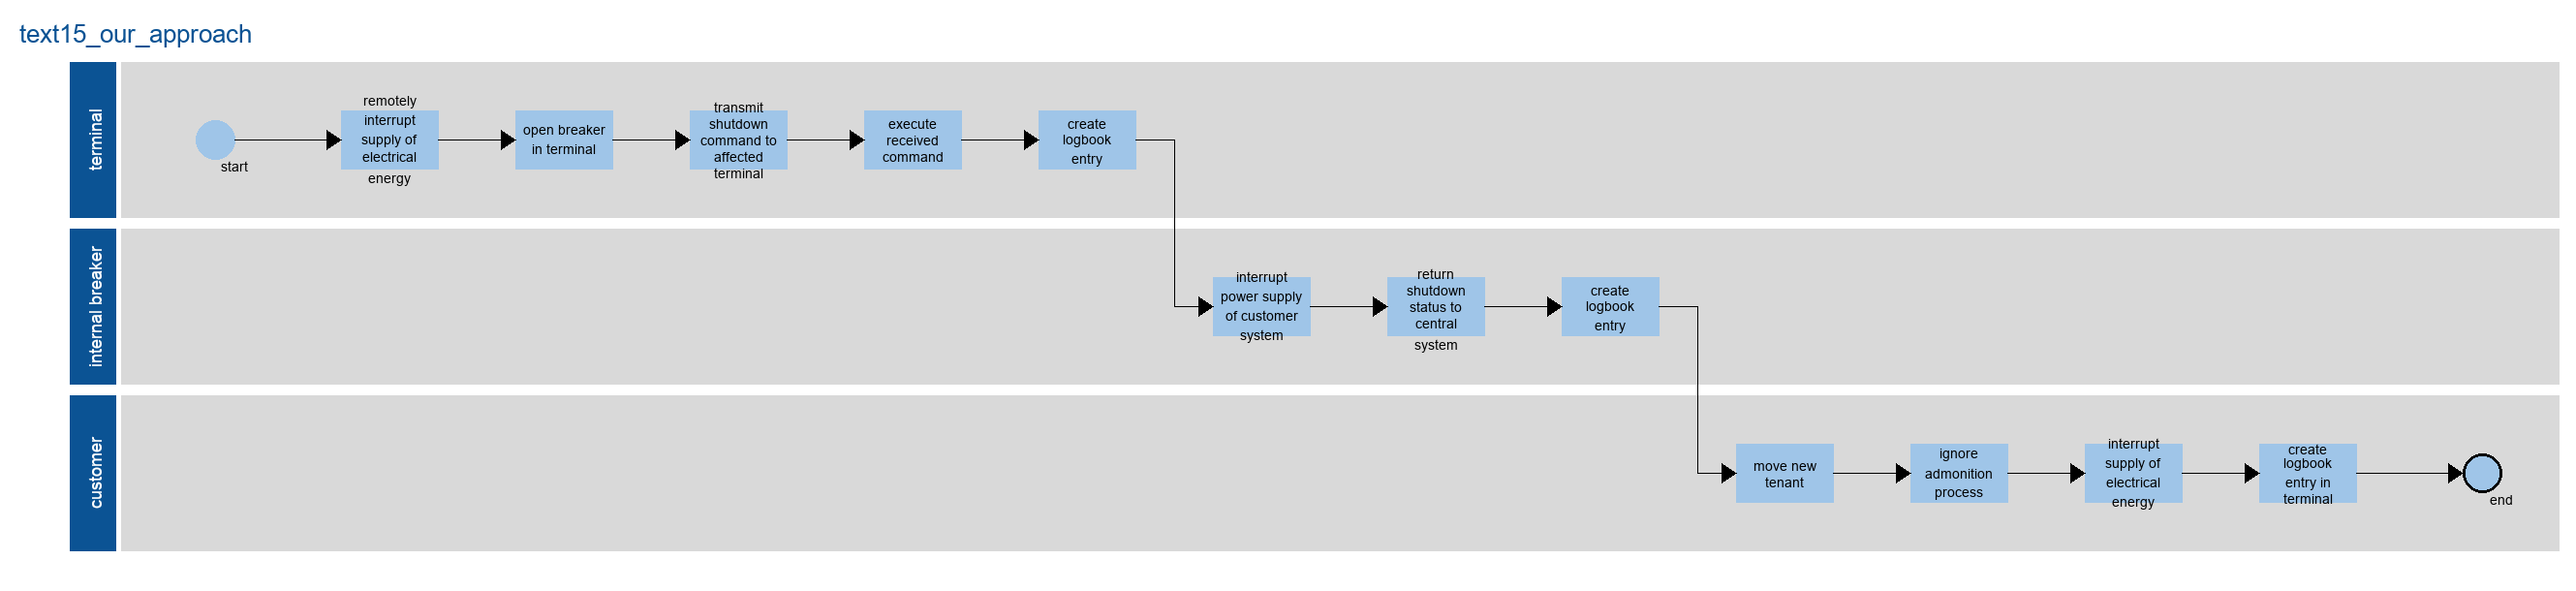 text15_our_approach
terminal
start
remotely
interrupt
supply of
electrical
energy
open breaker
in terminal
transmit
shutdown
command to
affected
terminal
execute
received
command
create
logbook
entry
internal breaker
interrupt
power supply
of customer
system
return
shutdown
status to
central
system
create
logbook
entry
customer
move new
tenant
ignore
admonition
process
interrupt
supply of
electrical
energy
create
logbook
entry in
terminal
end